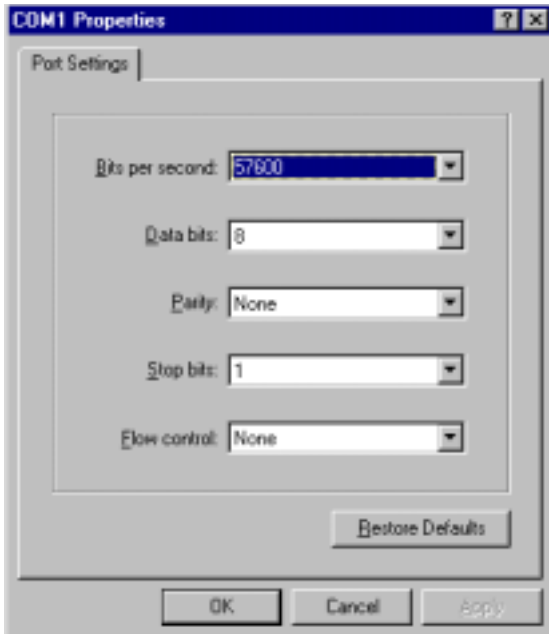 COM1 Properties
Port Settings
Bits per second: 57600
Data bits: 8
Parity: None
Stop bits: 1
Flow control: None
Restore Defaults
OK Cancel Apply